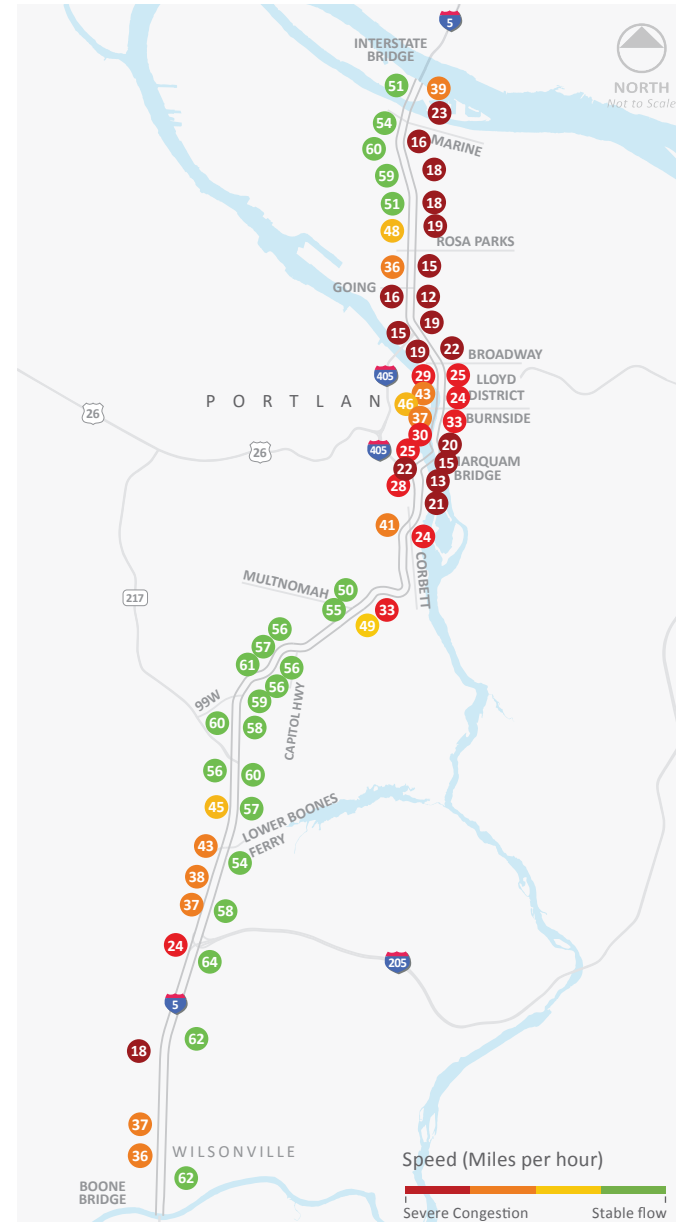 5
INTERSTATE
BRIDGE
NORTH
Not to Scale
51
39
23
54
MARINE
16
60
18
59
51
18
19
48
ROSA PARKS
36
15
GOING
16
12
19
15
19
22
BROADWAY
405
29
25
LLOYD
DISTRICT
43
24
46
PORTLAN
26
37
33
BURNSIDE
30
20
405
25
26
22
15
MARQUAM
BRIDGE
28
13
21
41
24
CORBETT
MULTNOMAH
50
217
55
33
49
56
57
61
56
56
99W
59
CAPITOL HWY
60
58
56
60
45
57
LOWER BOONES
FERRY
43
54
38
37
58
24
64
205
5
62
18
37
36
WILSONVILLE
62
BOONE
BRIDGE
Speed (Miles per hour)
Severe Congestion
Stable flow